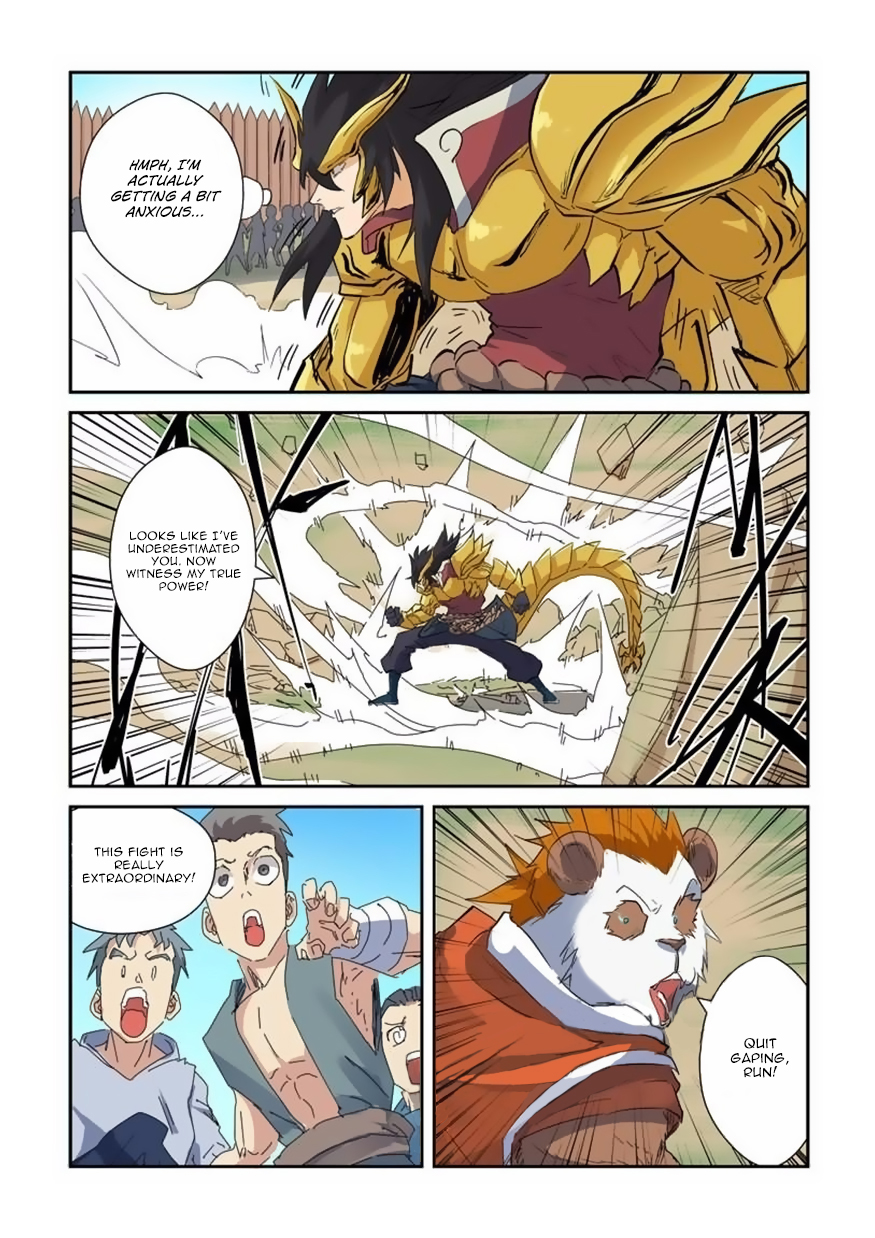 HMPH, I'M
ACTUALLY
GETTING A BIT
ANXIOUS...
LOOKS LIKE I'VE
UNDERESTIMATED
YOU. NOW
WITNESS MY TRUE
POWER!
THIS FIGHT IS
REALLY
EXTRAORDINARY!
QUIT
GAPING,
RUN!